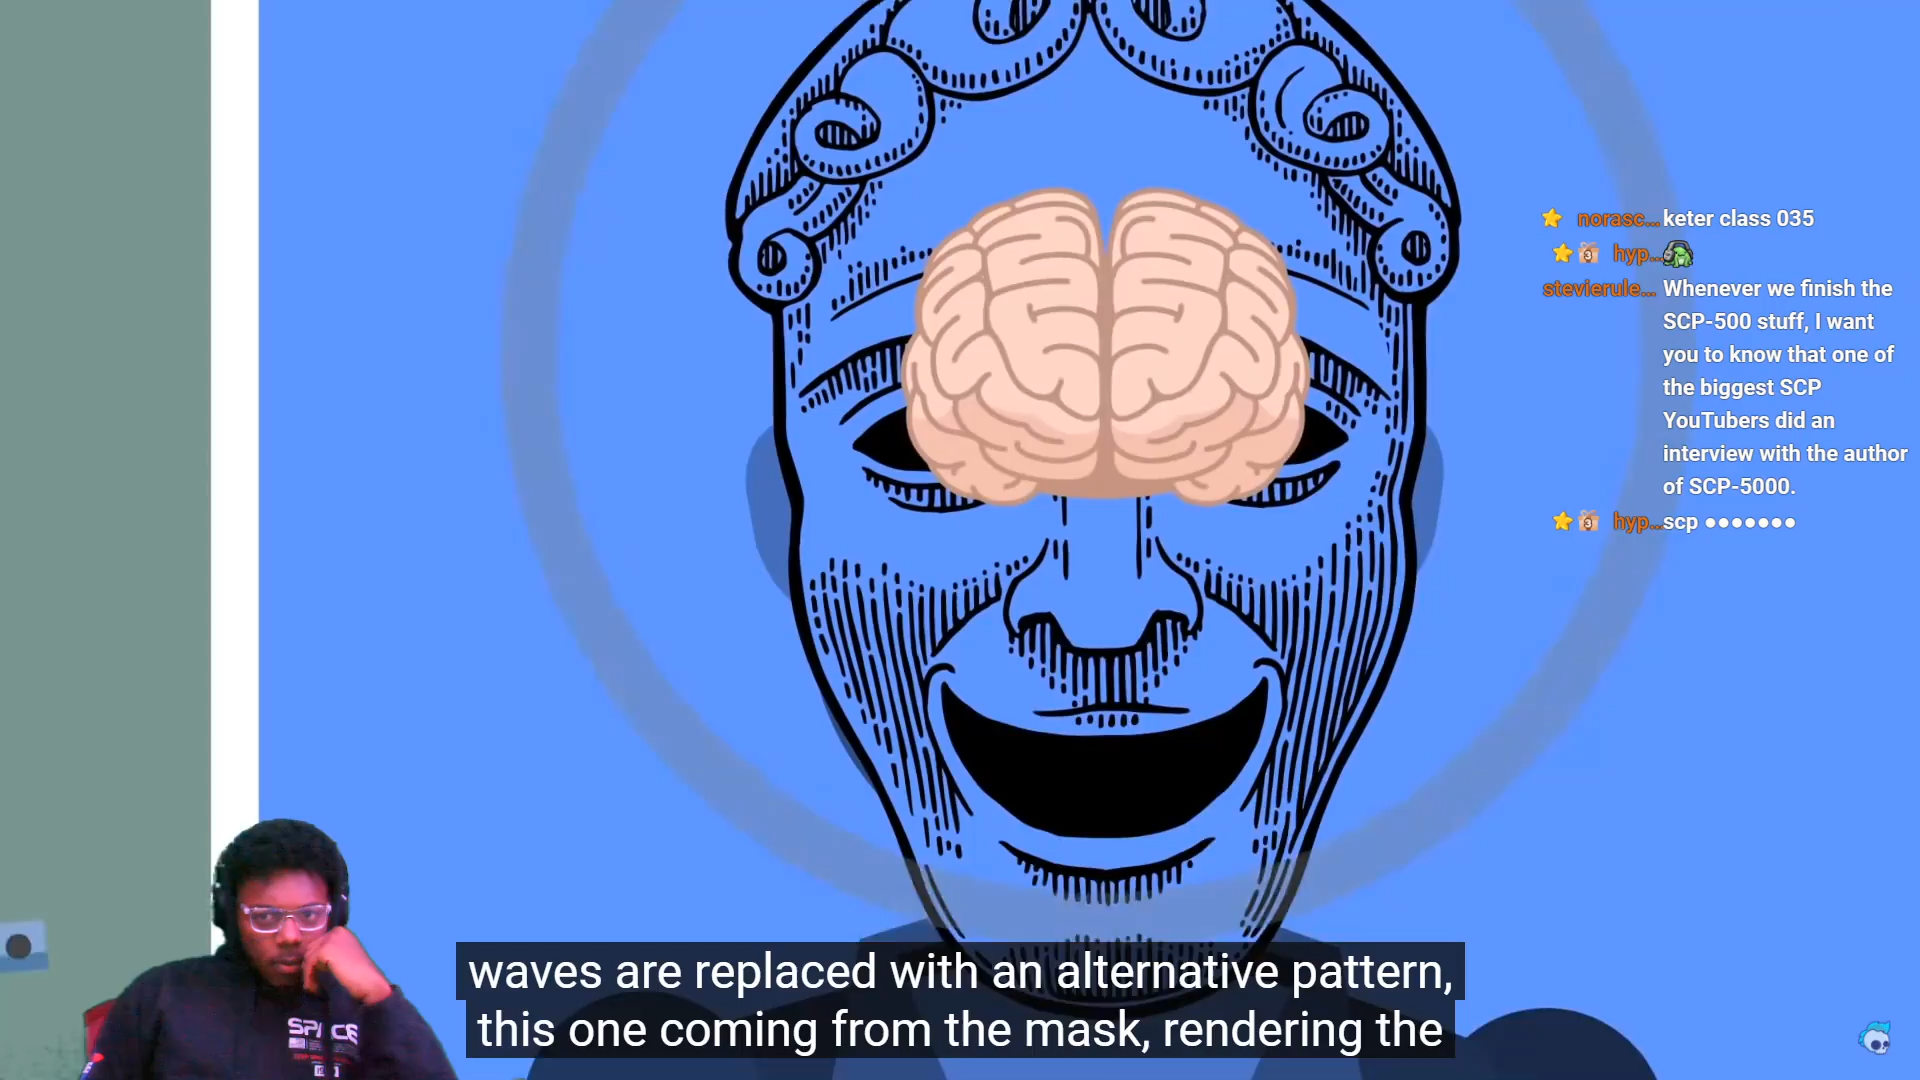 norasc... keter class 035
hyp...
stevierule... Whenever we finish the
SCP-500 stuff, I want
you to know that one of
the biggest SCP
YouTubers did an
interview with the author
of SCP-5000.
hyp... scp •••••••
waves are replaced with an alternative pattern,
this one coming from the mask, rendering the
SPACE